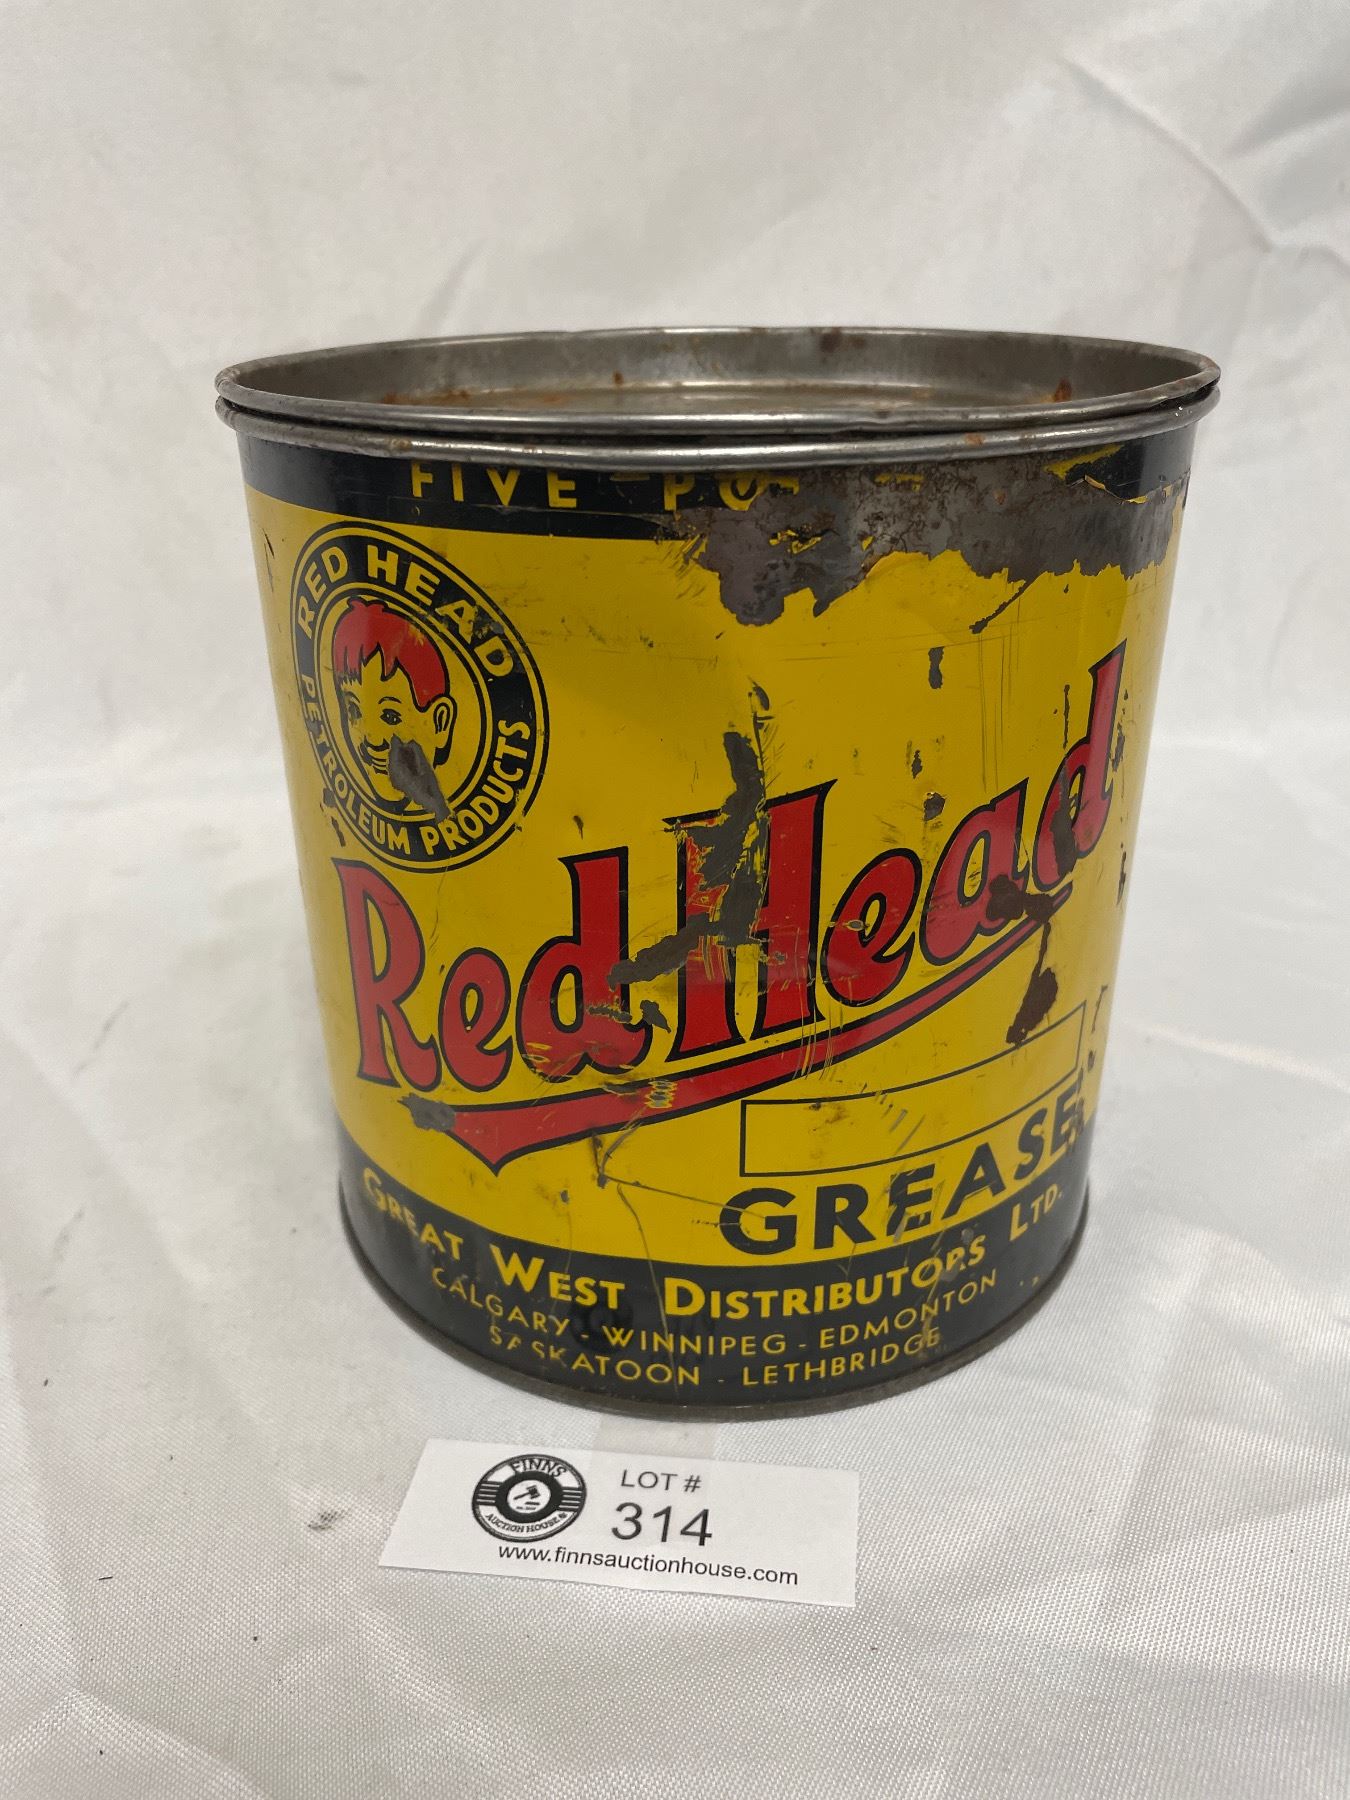 FIVE
RED HEAD
PETROLEUM PRODUCTS
Red Head
GREASE
GREAT WEST DISTRIBUTORS LTD.
CALGARY - WINNIPEG - EDMONTON
SASKATOON - LETHBRIDGE
FINNS
AUCTION HOUSE
LOT #
314
www.finnsauctionhouse.com